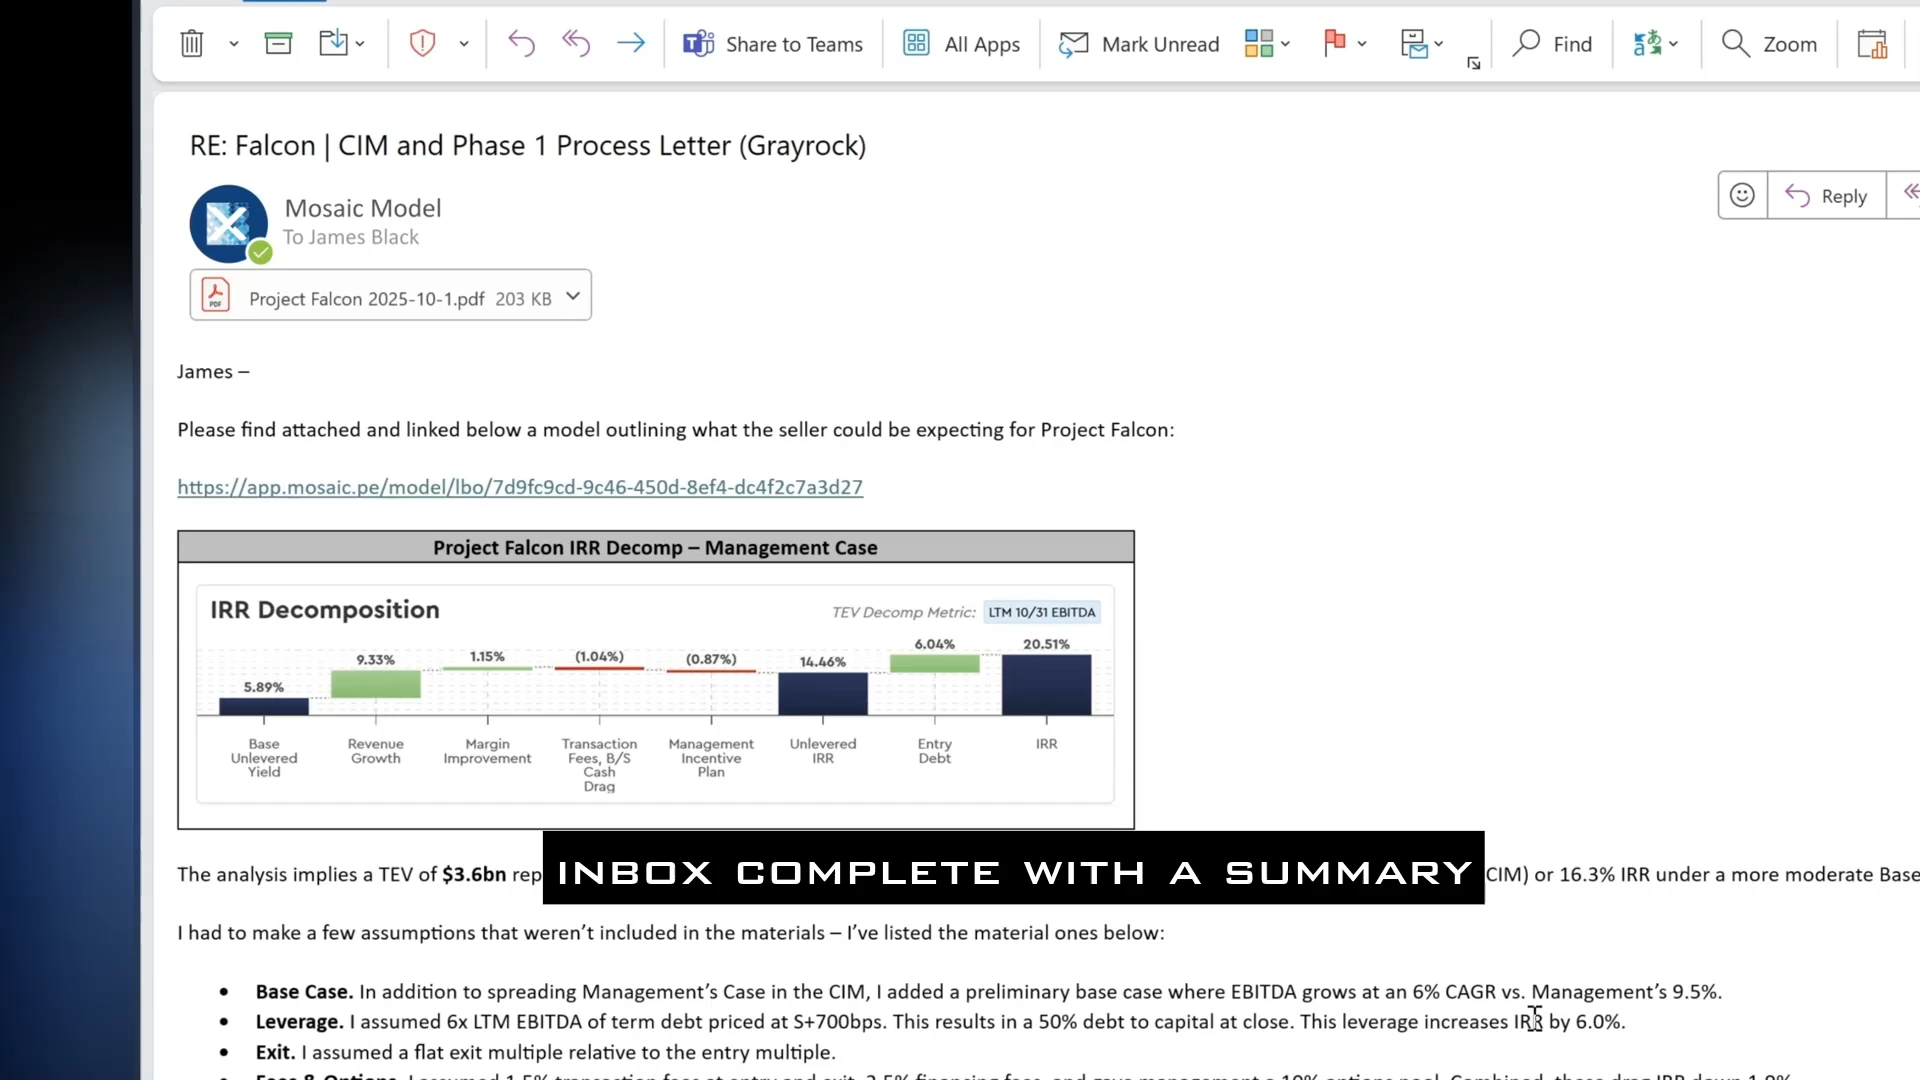 Share to Teams
All Apps
Mark Unread
Find
Zoom
RE: Falcon | CIM and Phase 1 Process Letter (Grayrock)
Mosaic Model
To James Black
Reply
PDF
Project Falcon 2025-10-1.pdf 203 KB
James –
Please find attached and linked below a model outlining what the seller could be expecting for Project Falcon:
https://app.mosaic.pe/model/lbo/7d9fc9cd-9c46-450d-8ef4-dc4f2c7a3d27
Project Falcon IRR Decomp – Management Case
IRR Decomposition
TEV Decomp Metric: LTM 10/31 EBITDA
5.89%
9.33%
1.15%
(1.04%)
(0.87%)
14.46%
6.04%
20.51%
Base
Unlevered
Yield
Revenue
Growth
Margin
Improvement
Transaction
Fees, B/S
Cash
Drag
Management
Incentive
Plan
Unlevered
IRR
Entry
Debt
IRR
The analysis implies a TEV of $3.6bn rep
INBOX COMPLETE WITH A SUMMARY
CIM) or 16.3% IRR under a more moderate Base
I had to make a few assumptions that weren't included in the materials – I've listed the material ones below:
• Base Case. In addition to spreading Management's Case in the CIM, I added a preliminary base case where EBITDA grows at an 6% CAGR vs. Management's 9.5%.
• Leverage. I assumed 6x LTM EBITDA of term debt priced at S+700bps. This results in a 50% debt to capital at close. This leverage increases IRR by 6.0%.
• Exit. I assumed a flat exit multiple relative to the entry multiple.